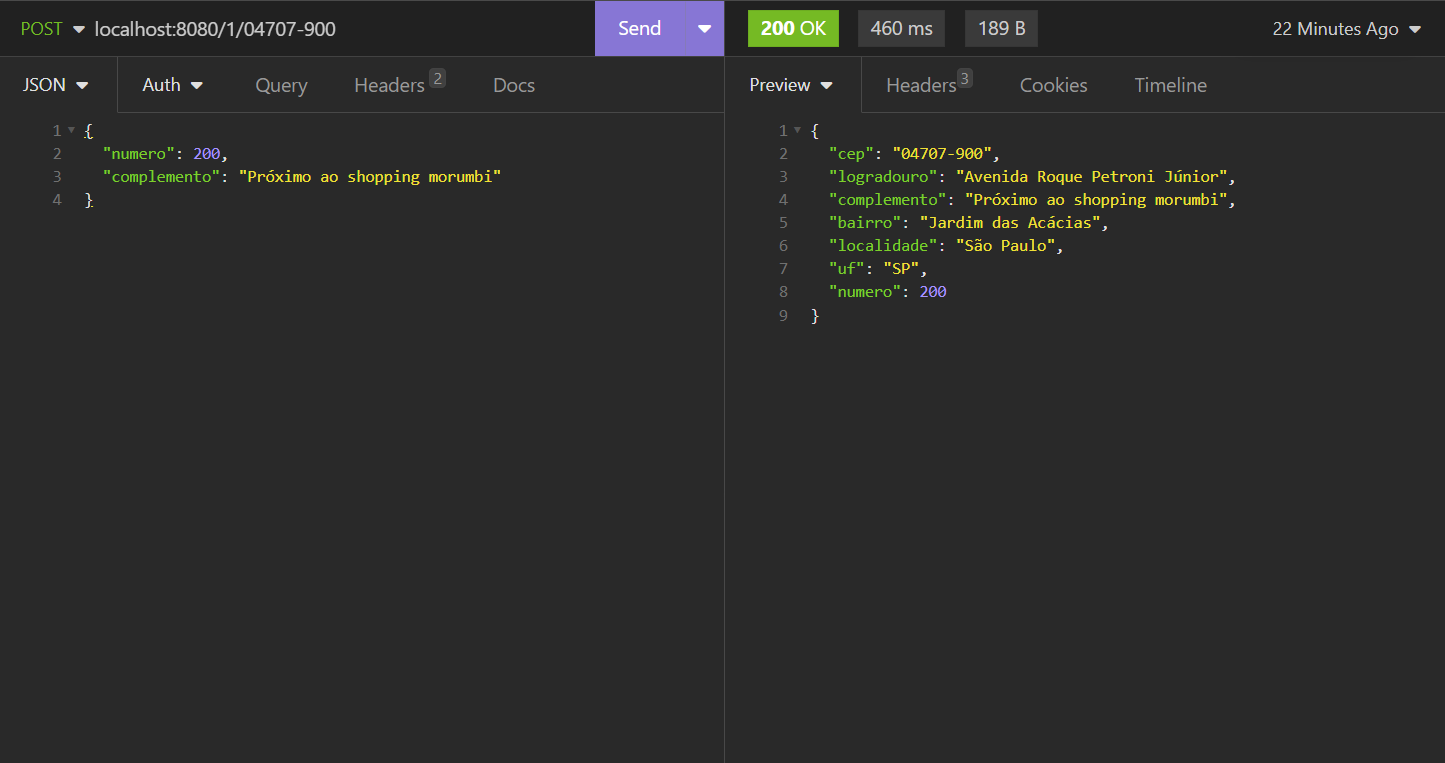 POST localhost:8080/1/04707-900 Send 200 OK 460 ms 189 B 22 Minutes Ago
JSON Auth Query Headers 2 Docs
1 {
2 "numero": 200,
3 "complemento": "Próximo ao shopping morumbi"
4 }
Preview Headers 3 Cookies Timeline
1 {
2 "cep": "04707-900",
3 "logradouro": "Avenida Roque Petroni Júnior",
4 "complemento": "Próximo ao shopping morumbi",
5 "bairro": "Jardim das Acácias",
6 "localidade": "São Paulo",
7 "uf": "SP",
8 "numero": 200
9 }